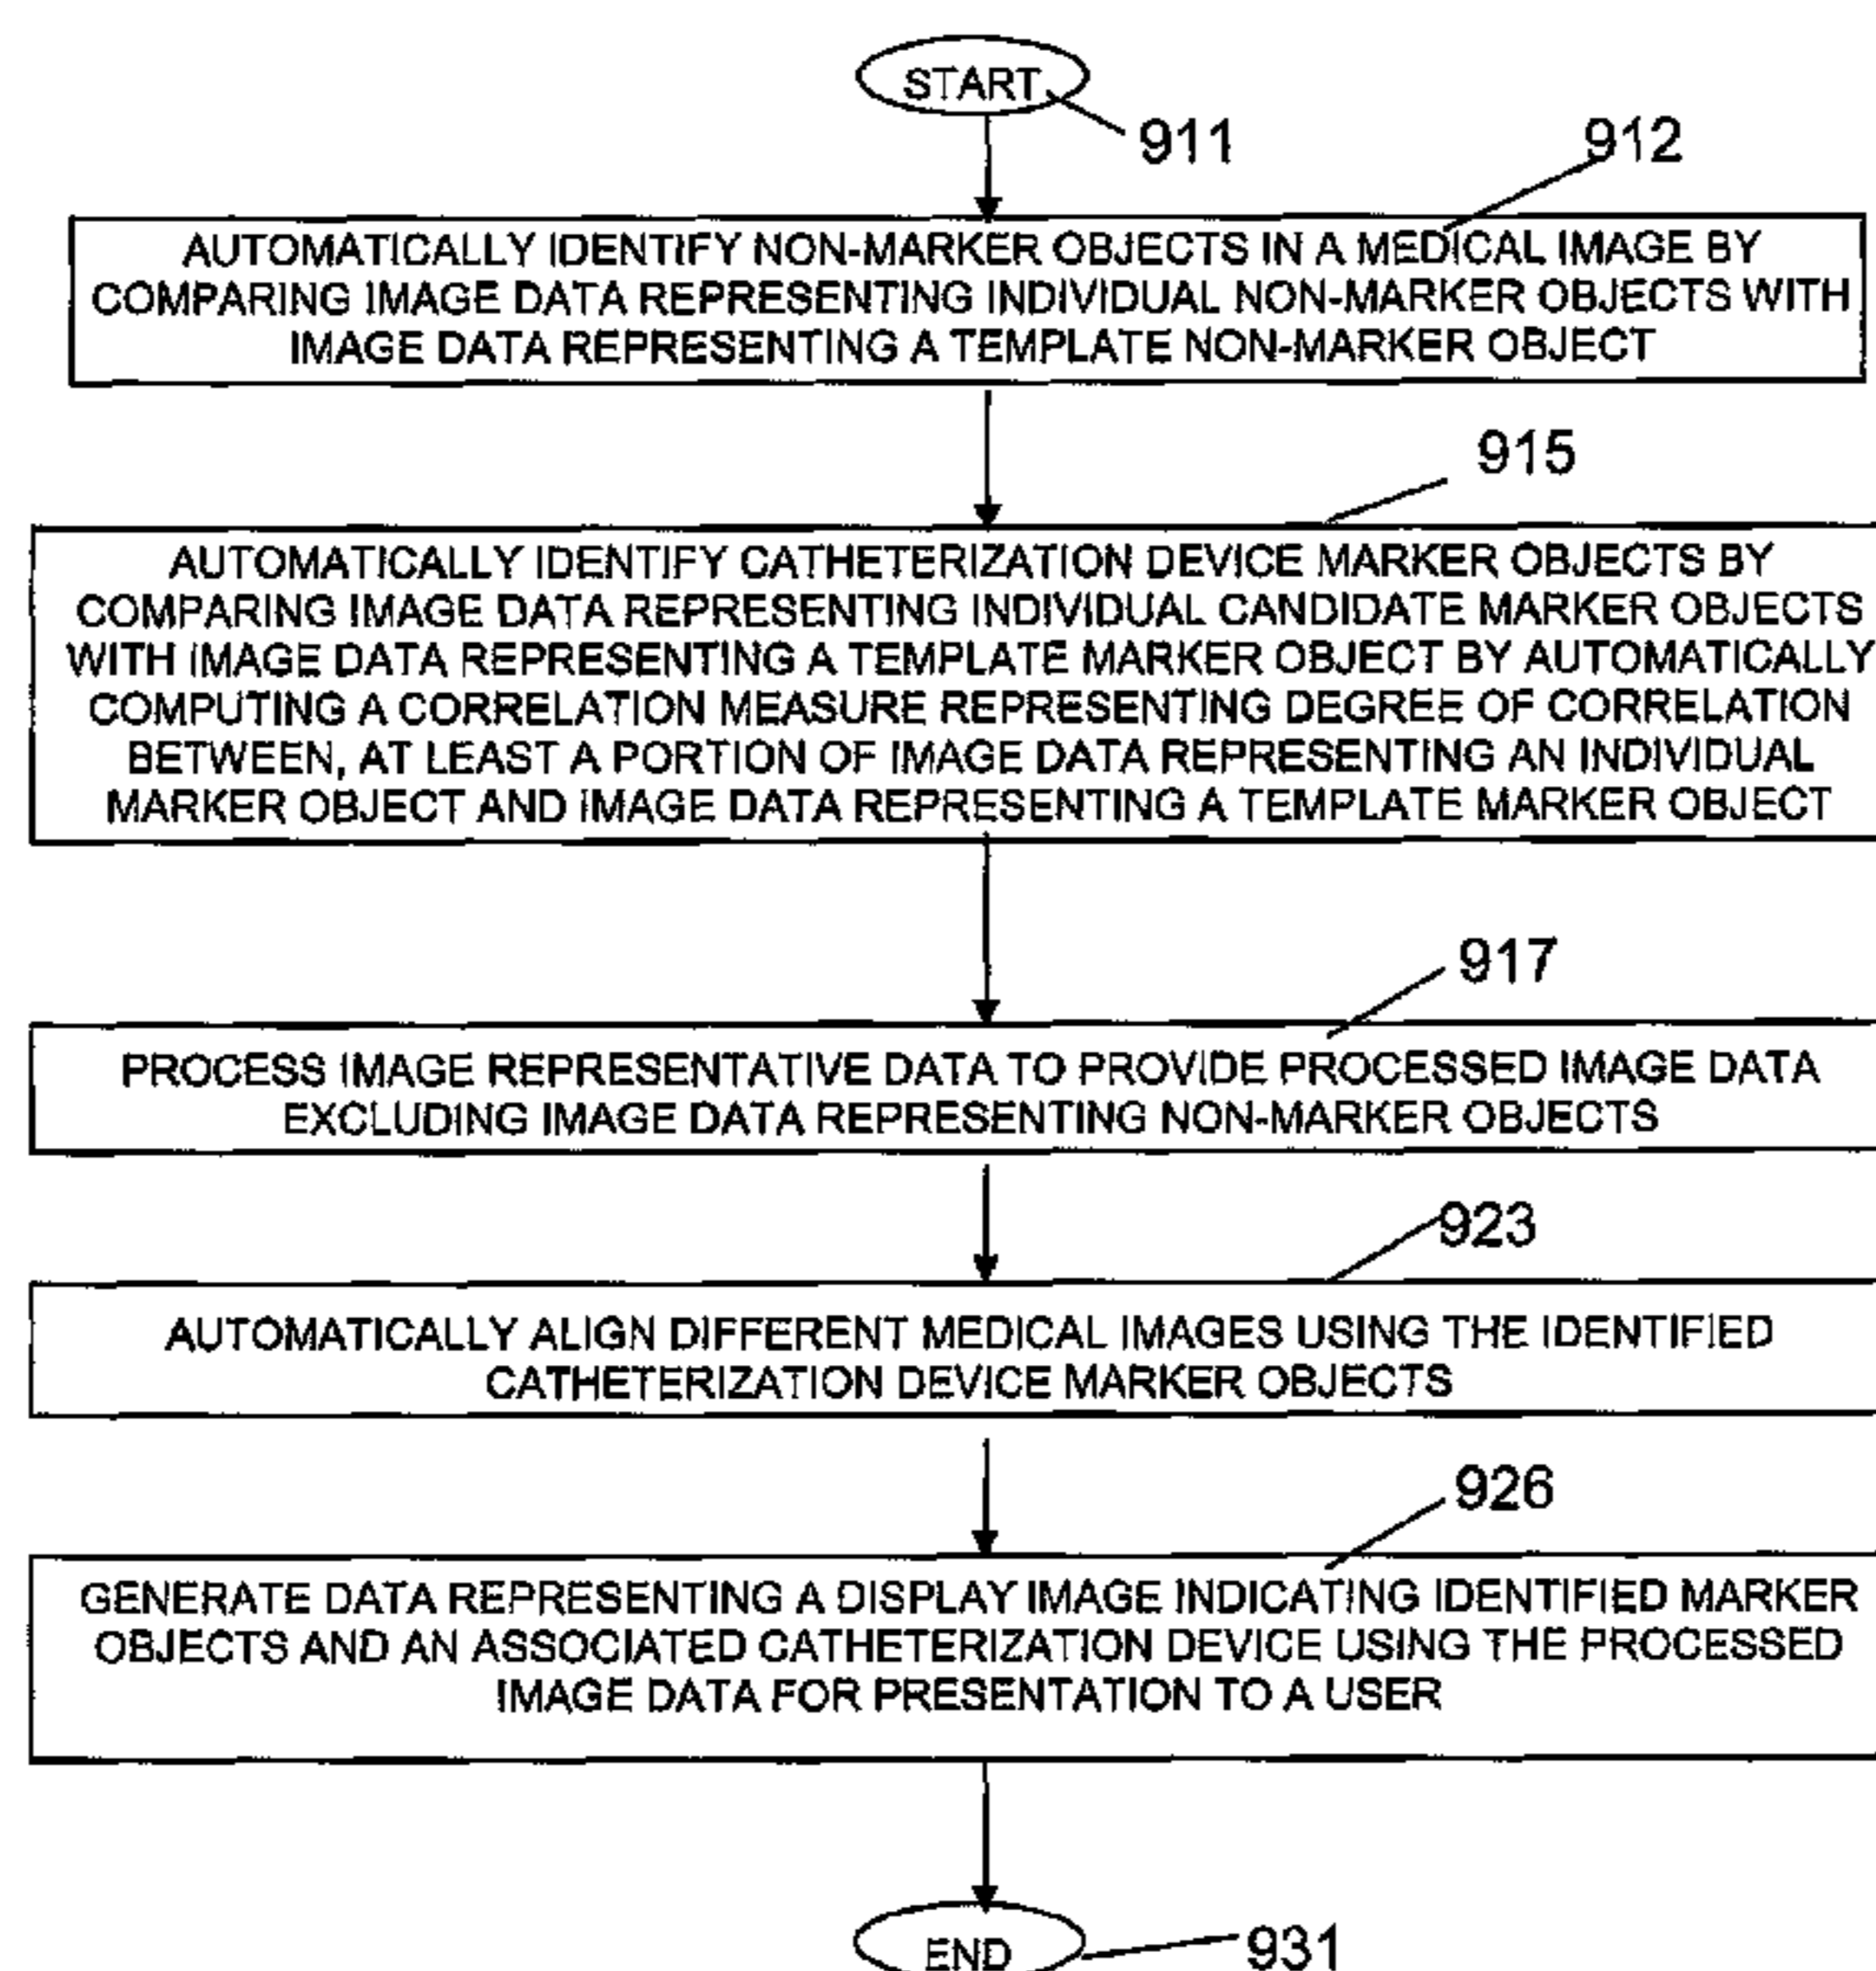 START
911
912
AUTOMATICALLY IDENTIFY NON-MARKER OBJECTS IN A MEDICAL IMAGE BY
COMPARING IMAGE DATA REPRESENTING INDIVIDUAL NON-MARKER OBJECTS WITH
IMAGE DATA REPRESENTING A TEMPLATE NON-MARKER OBJECT
915
AUTOMATICALLY IDENTIFY CATHETERIZATION DEVICE MARKER OBJECTS BY
COMPARING IMAGE DATA REPRESENTING INDIVIDUAL CANDIDATE MARKER OBJECTS
WITH IMAGE DATA REPRESENTING A TEMPLATE MARKER OBJECT BY AUTOMATICALLY
COMPUTING A CORRELATION MEASURE REPRESENTING DEGREE OF CORRELATION
BETWEEN, AT LEAST A PORTION OF IMAGE DATA REPRESENTING AN INDIVIDUAL
MARKER OBJECT AND IMAGE DATA REPRESENTING A TEMPLATE MARKER OBJECT
917
PROCESS IMAGE REPRESENTATIVE DATA TO PROVIDE PROCESSED IMAGE DATA
EXCLUDING IMAGE DATA REPRESENTING NON-MARKER OBJECTS
923
AUTOMATICALLY ALIGN DIFFERENT MEDICAL IMAGES USING THE IDENTIFIED
CATHETERIZATION DEVICE MARKER OBJECTS
926
GENERATE DATA REPRESENTING A DISPLAY IMAGE INDICATING IDENTIFIED MARKER
OBJECTS AND AN ASSOCIATED CATHETERIZATION DEVICE USING THE PROCESSED
IMAGE DATA FOR PRESENTATION TO A USER
END
931